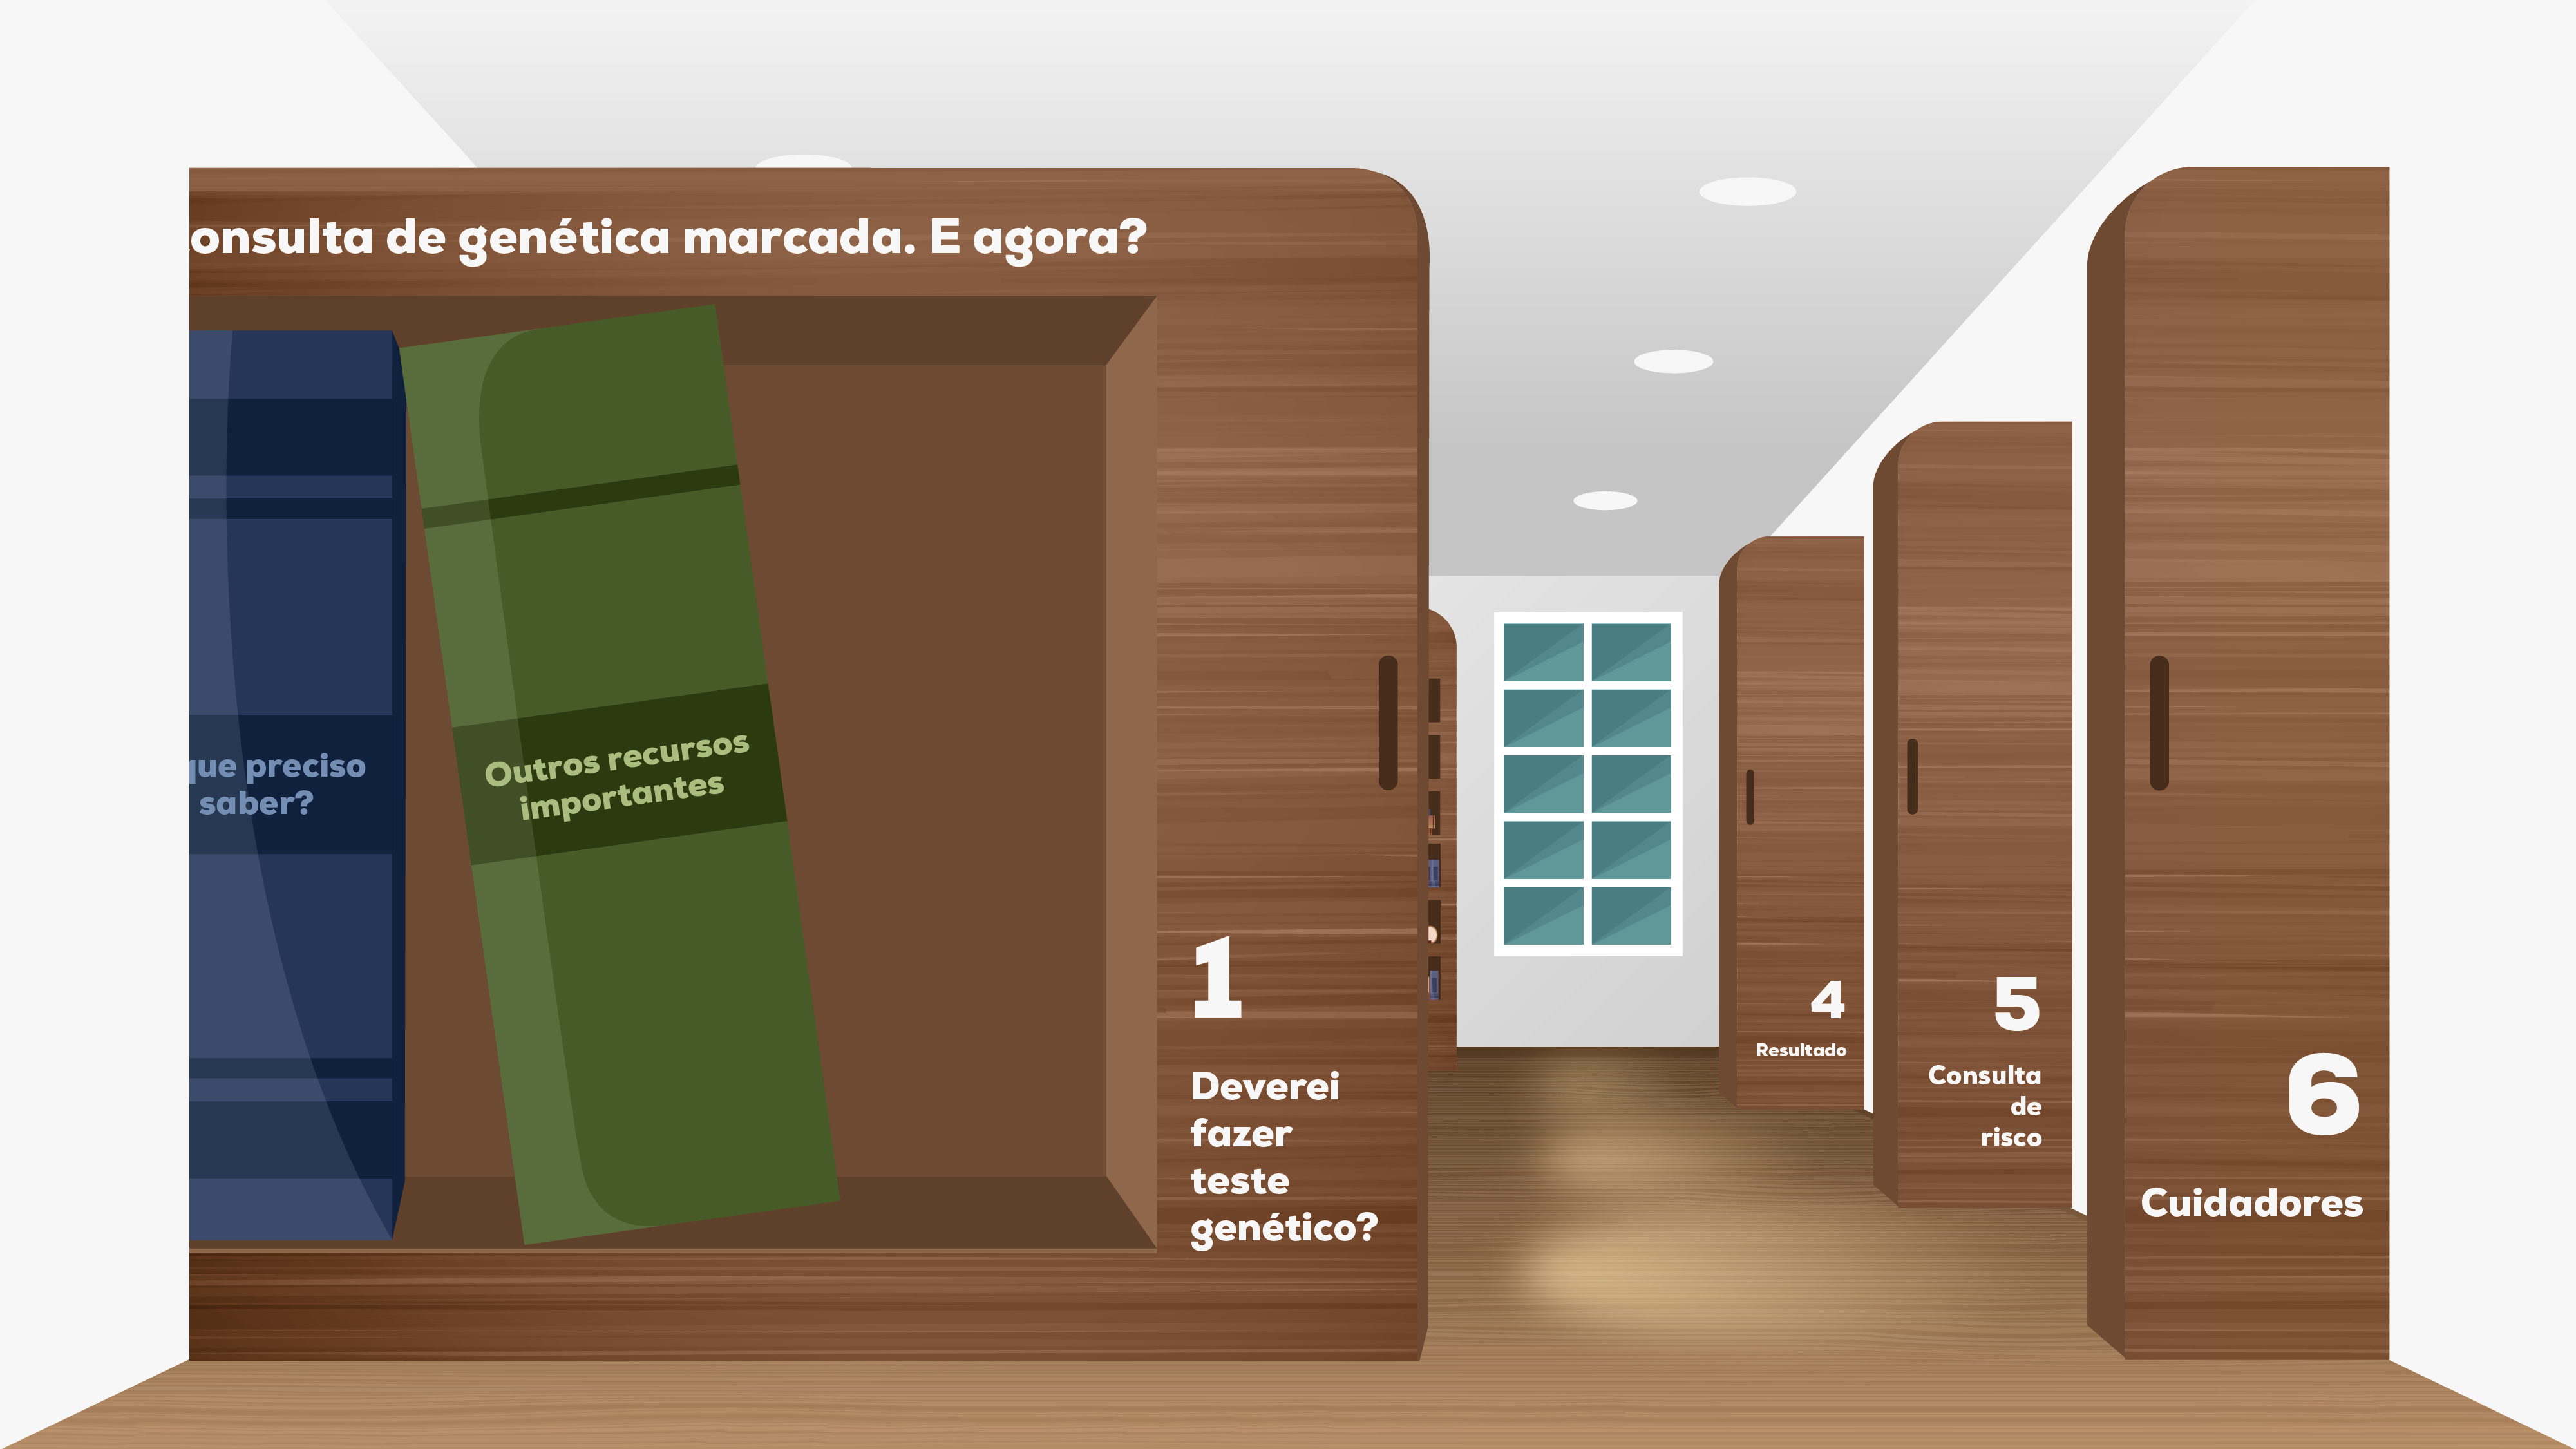 onsulta de genética marcada. E agora?
ue preciso
saber?
Outros recursos
importantes
1
Deverei
fazer
teste
genético?
4
Resultado
5
Consulta
de
risco
6
Cuidadores